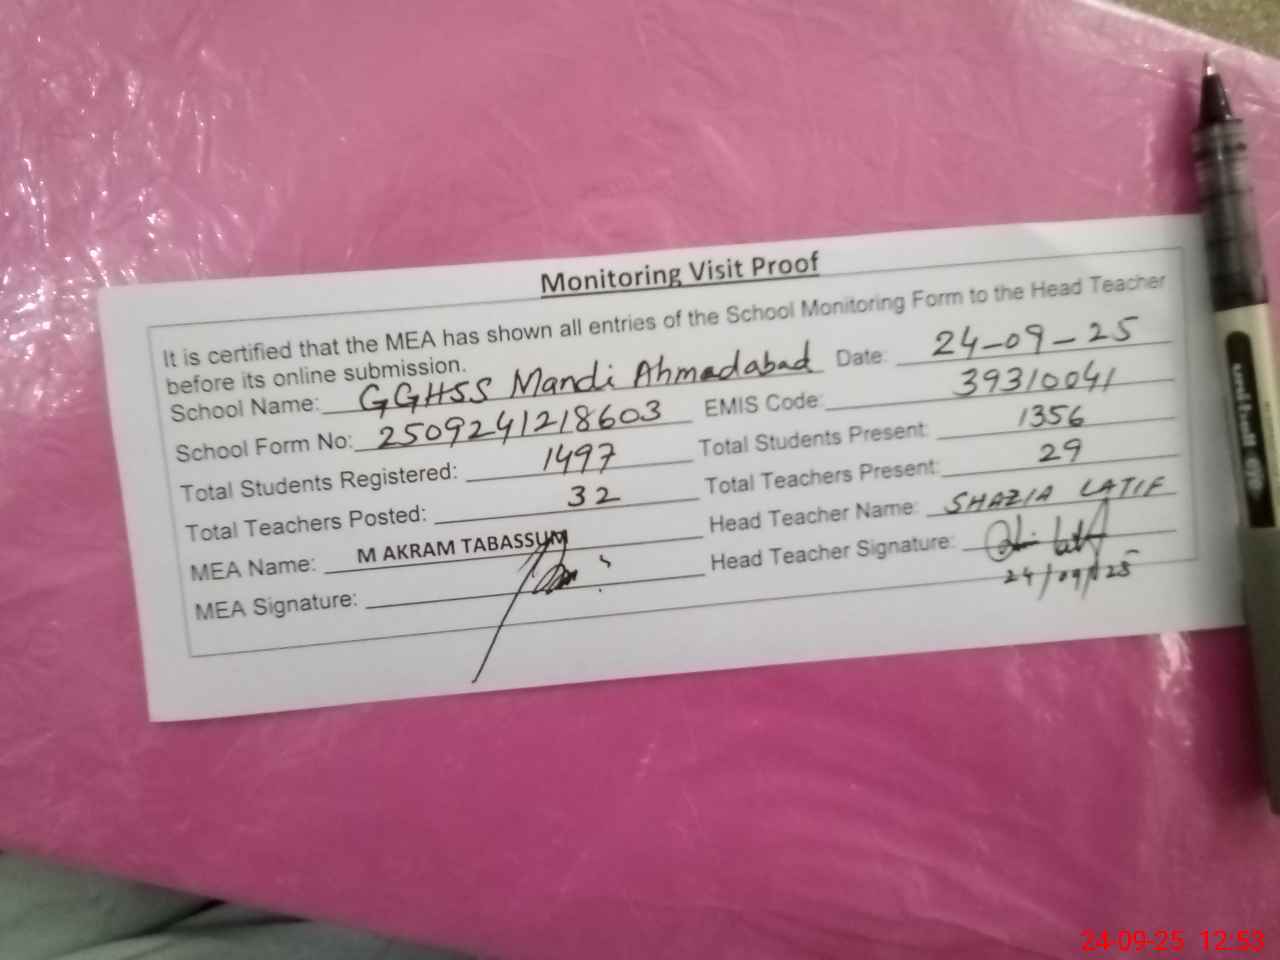 Monitoring Visit Proof
It is certified that the MEA has shown all entries of the School Monitoring Form to the Head Teacher
before its online submission.
School Name: GGHSS Mandi Ahmadabad Date: 24-09-25
School Form No: 2509241218603 EMIS Code: 39310041
Total Students Registered: 1497 Total Students Present: 1356
Total Teachers Posted: 32 Total Teachers Present: 29
MEA Name: M AKRAM TABASSUM Head Teacher Name: SHAZIA LATIF
MEA Signature: Head Teacher Signature:
24/09/25
24-09-25 12:53